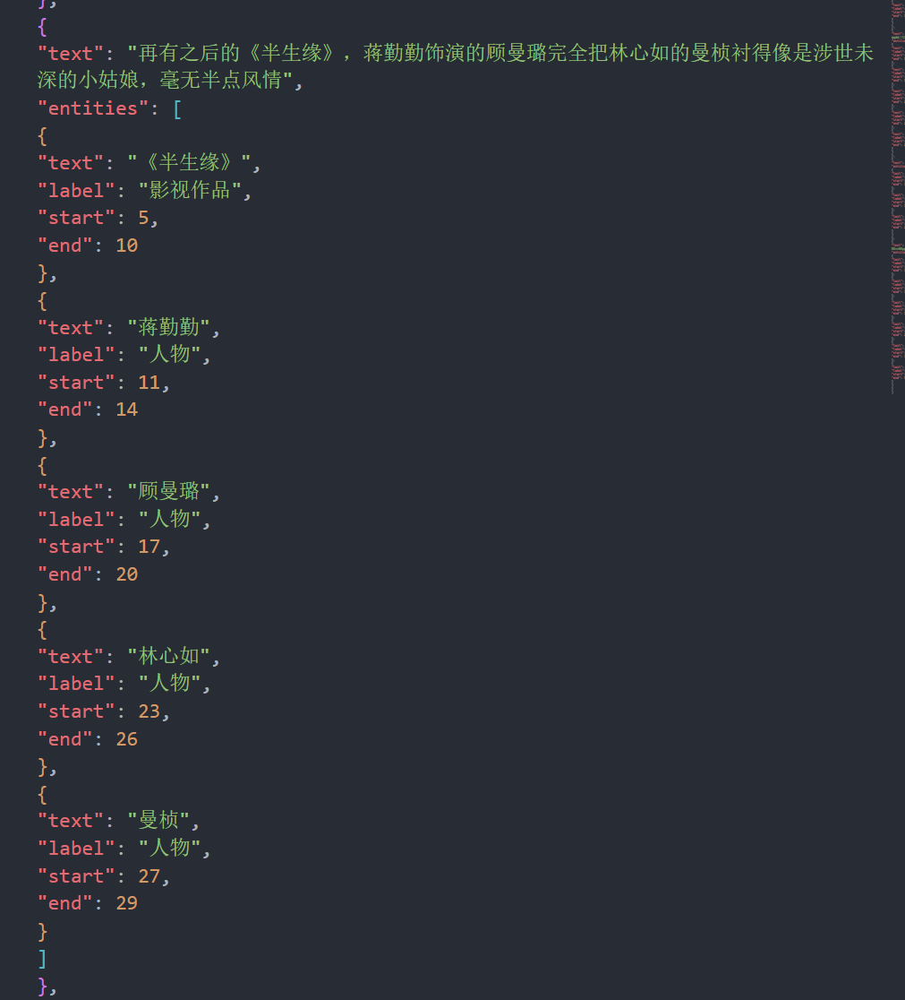 },
{
"text": "再有之后的《半生缘》，蒋勤勤饰演的顾曼璐完全把林心如的曼桢衬得像是涉世未
深的小姑娘，毫无半点风情",
"entities": [
{
"text": "《半生缘》",
"label": "影视作品",
"start": 5,
"end": 10
},
{
"text": "蒋勤勤",
"label": "人物",
"start": 11,
"end": 14
},
{
"text": "顾曼璐",
"label": "人物",
"start": 17,
"end": 20
},
{
"text": "林心如",
"label": "人物",
"start": 23,
"end": 26
},
{
"text": "曼桢",
"label": "人物",
"start": 27,
"end": 29
}
]
},